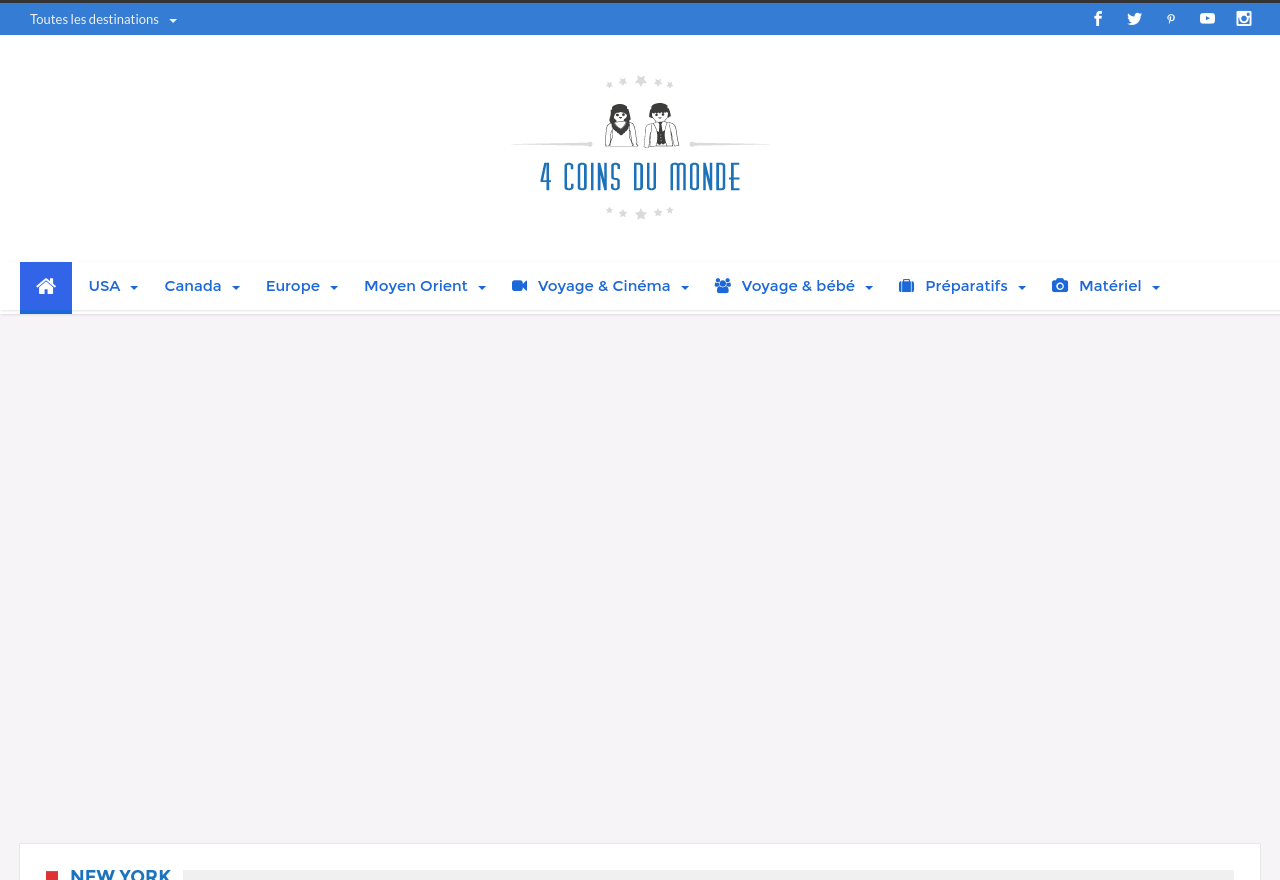 Toutes les destinations
4 COINS DU MONDE
USA Canada Europe Moyen Orient Voyage & Cinéma Voyage & bébé Préparatifs Matériel
NEW YORK